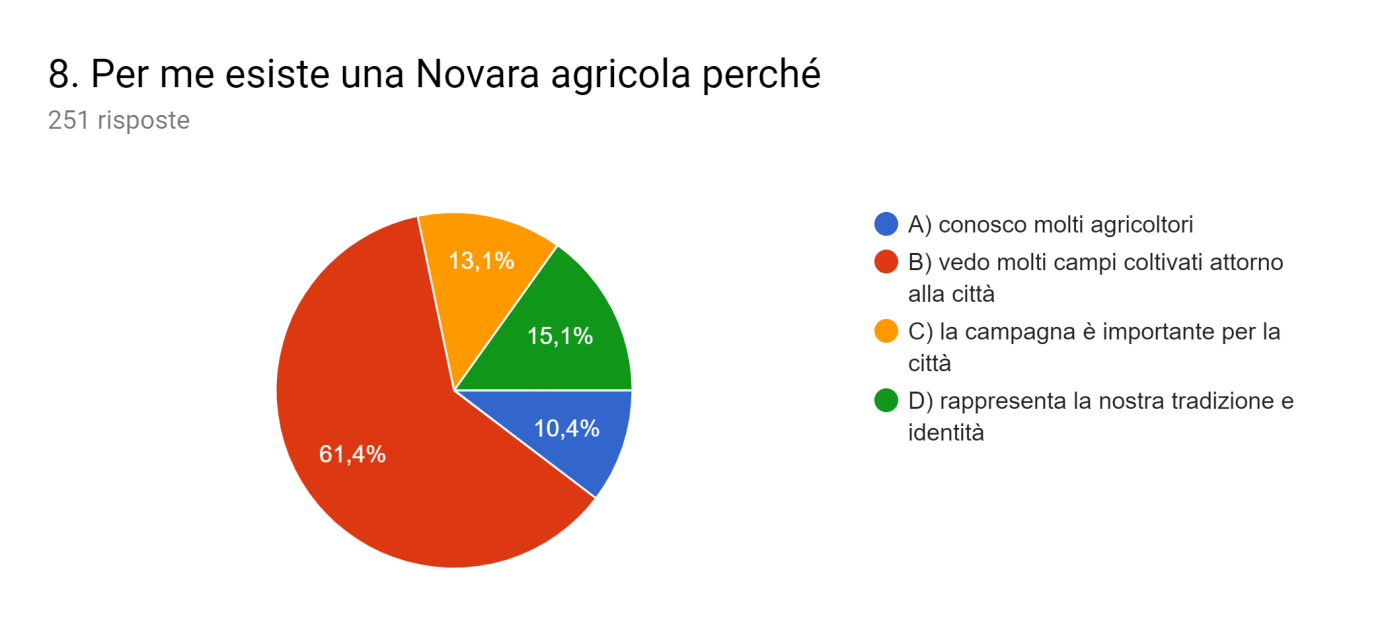 8. Per me esiste una Novara agricola perché
251 risposte
13,1%
15,1%
10,4%
61,4%
A) conosco molti agricoltori
B) vedo molti campi coltivati attorno
alla città
C) la campagna è importante per la
città
D) rappresenta la nostra tradizione e
identità